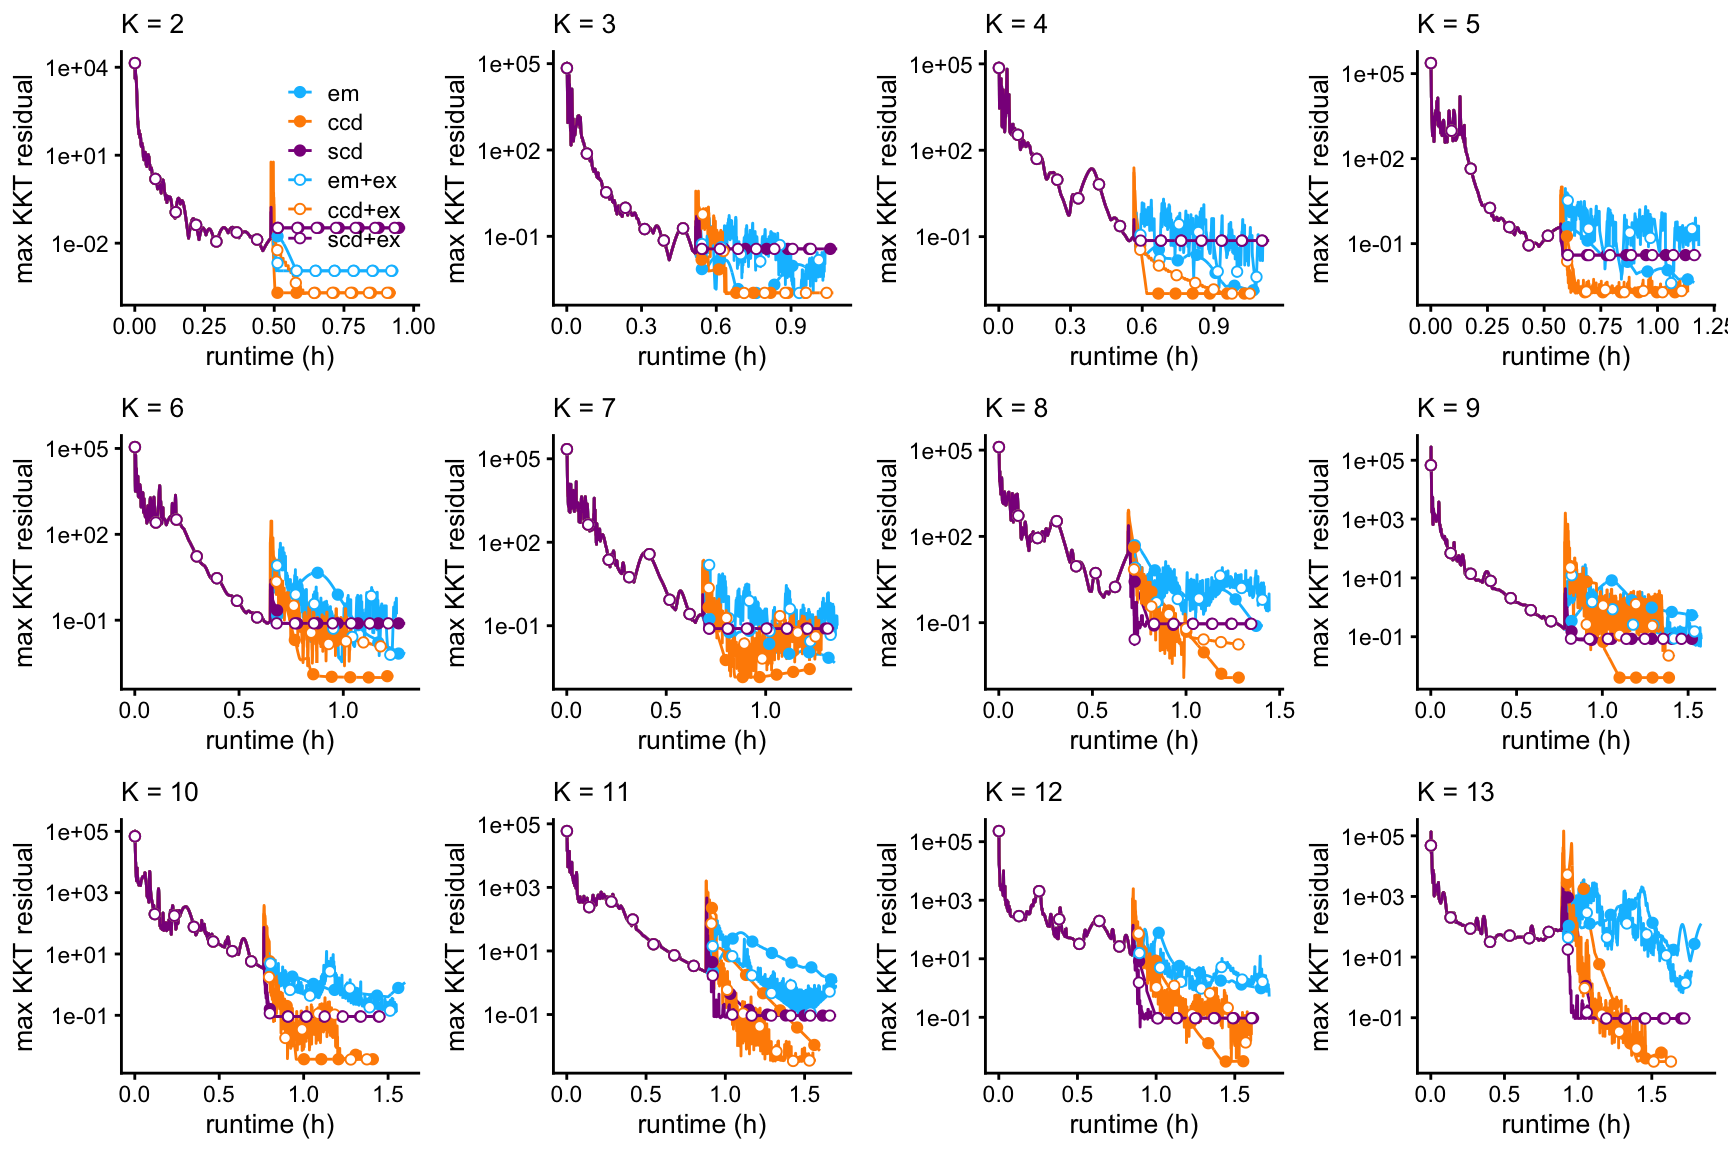 K = 2
max KKT residual
1e+04
1e+01
1e-02
em
ccd
scd
em+ex
ccd+ex
scd+ex
0.00 0.25 0.50 0.75 1.00
runtime (h)
K = 3
max KKT residual
1e+05
1e+02
1e-01
0.0 0.3 0.6 0.9
runtime (h)
K = 4
max KKT residual
1e+05
1e+02
1e-01
0.0 0.3 0.6 0.9
runtime (h)
K = 5
max KKT residual
1e+05
1e+02
1e-01
0.00 0.25 0.50 0.75 1.00 1.25
runtime (h)
K = 6
max KKT residual
1e+05
1e+02
1e-01
0.0 0.5 1.0
runtime (h)
K = 7
max KKT residual
1e+05
1e+02
1e-01
0.0 0.5 1.0
runtime (h)
K = 8
max KKT residual
1e+05
1e+02
1e-01
0.0 0.5 1.0 1.5
runtime (h)
K = 9
max KKT residual
1e+05
1e+03
1e+01
1e-01
0.0 0.5 1.0 1.5
runtime (h)
K = 10
max KKT residual
1e+05
1e+03
1e+01
1e-01
0.0 0.5 1.0 1.5
runtime (h)
K = 11
max KKT residual
1e+05
1e+03
1e+01
1e-01
0.0 0.5 1.0 1.5
runtime (h)
K = 12
max KKT residual
1e+05
1e+03
1e+01
1e-01
0.0 0.5 1.0 1.5
runtime (h)
K = 13
max KKT residual
1e+05
1e+03
1e+01
1e-01
0.0 0.5 1.0 1.5
runtime (h)